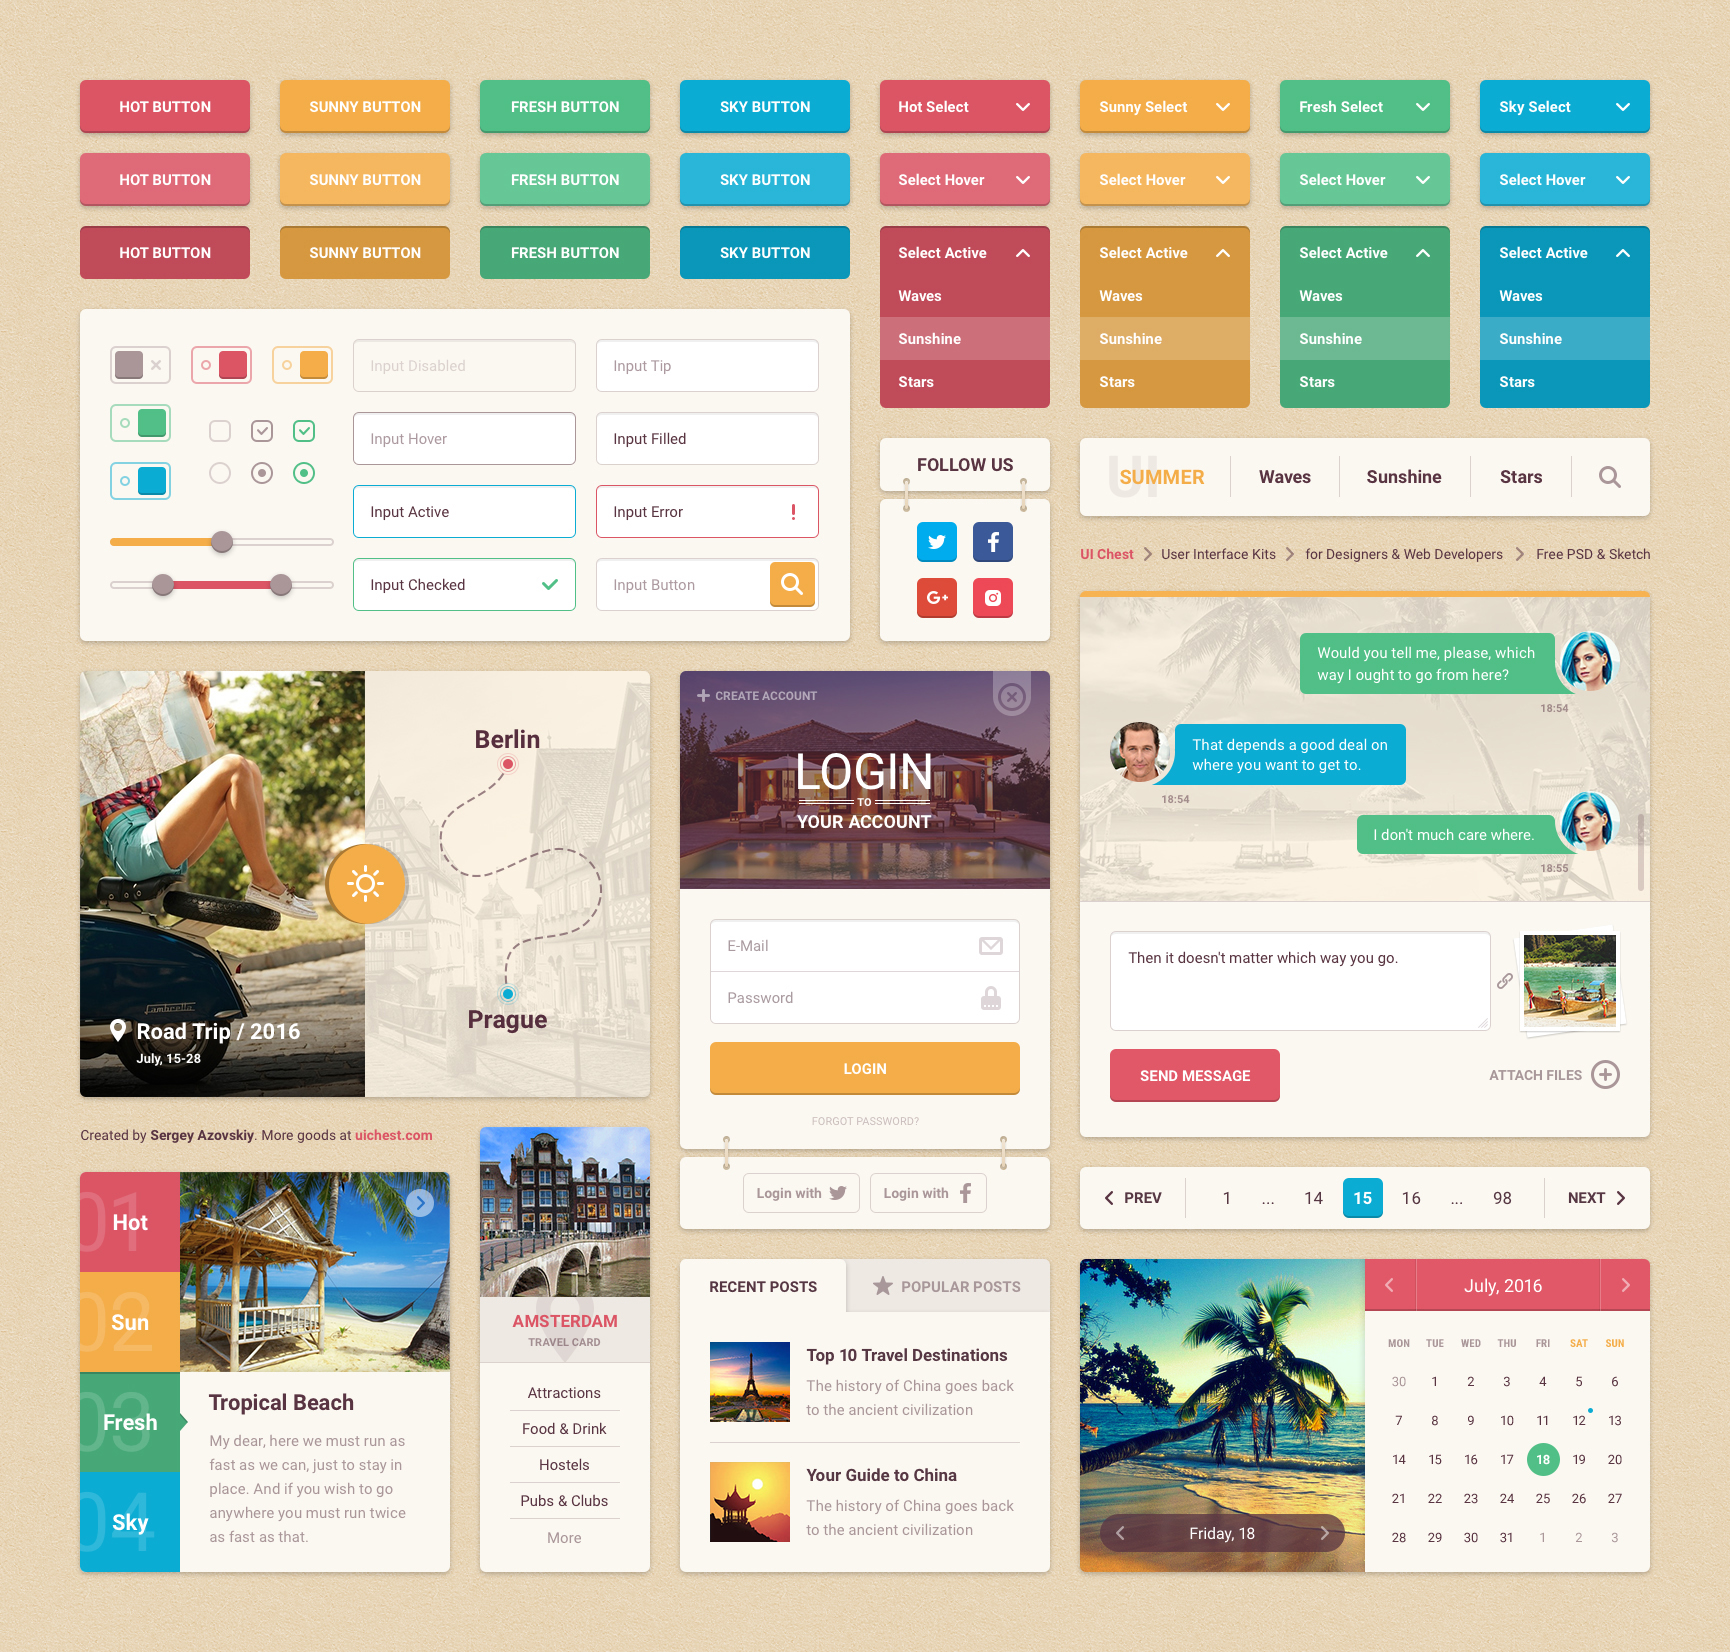 HOT BUTTON
SUNNY BUTTON
FRESH BUTTON
SKY BUTTON
Hot Select
Sunny Select
Fresh Select
Sky Select
HOT BUTTON
SUNNY BUTTON
FRESH BUTTON
SKY BUTTON
Select Hover
Select Hover
Select Hover
Select Hover
HOT BUTTON
SUNNY BUTTON
FRESH BUTTON
SKY BUTTON
Select Active
Waves
Sunshine
Stars
Select Active
Waves
Sunshine
Stars
Select Active
Waves
Sunshine
Stars
Select Active
Waves
Sunshine
Stars
Input Disabled
Input Tip
Input Hover
Input Filled
Input Active
Input Error
Input Checked
Input Button
FOLLOW US
G+
UI
SUMMER
Waves
Sunshine
Stars
UI Chest
User Interface Kits
for Designers & Web Developers
Free PSD & Sketch
Lambretta
Road Trip / 2016
July, 15-28
Berlin
Prague
CREATE ACCOUNT
LOGIN
TO
YOUR ACCOUNT
E-Mail
Password
LOGIN
FORGOT PASSWORD?
Login with
Login with
Would you tell me, please, which
way I ought to go from here?
18:54
That depends a good deal on
where you want to get to.
18:54
I don't much care where.
18:55
Then it doesn't matter which way you go.
SEND MESSAGE
ATTACH FILES
Created by Sergey Azovskiy. More goods at uichest.com
01
Hot
02
Sun
03
Fresh
04
Sky
Tropical Beach
My dear, here we must run as
fast as we can, just to stay in
place. And if you wish to go
anywhere you must run twice
as fast as that.
AMSTERDAM
TRAVEL CARD
Attractions
Food & Drink
Hostels
Pubs & Clubs
More
RECENT POSTS
POPULAR POSTS
Top 10 Travel Destinations
The history of China goes back
to the ancient civilization
Your Guide to China
The history of China goes back
to the ancient civilization
PREV
1 ... 14 15 16 ... 98
NEXT
Friday, 18
July, 2016
MON TUE WED THU FRI SAT SUN
30 1 2 3 4 5 6
7 8 9 10 11 12 13
14 15 16 17 18 19 20
21 22 23 24 25 26 27
28 29 30 31 1 2 3